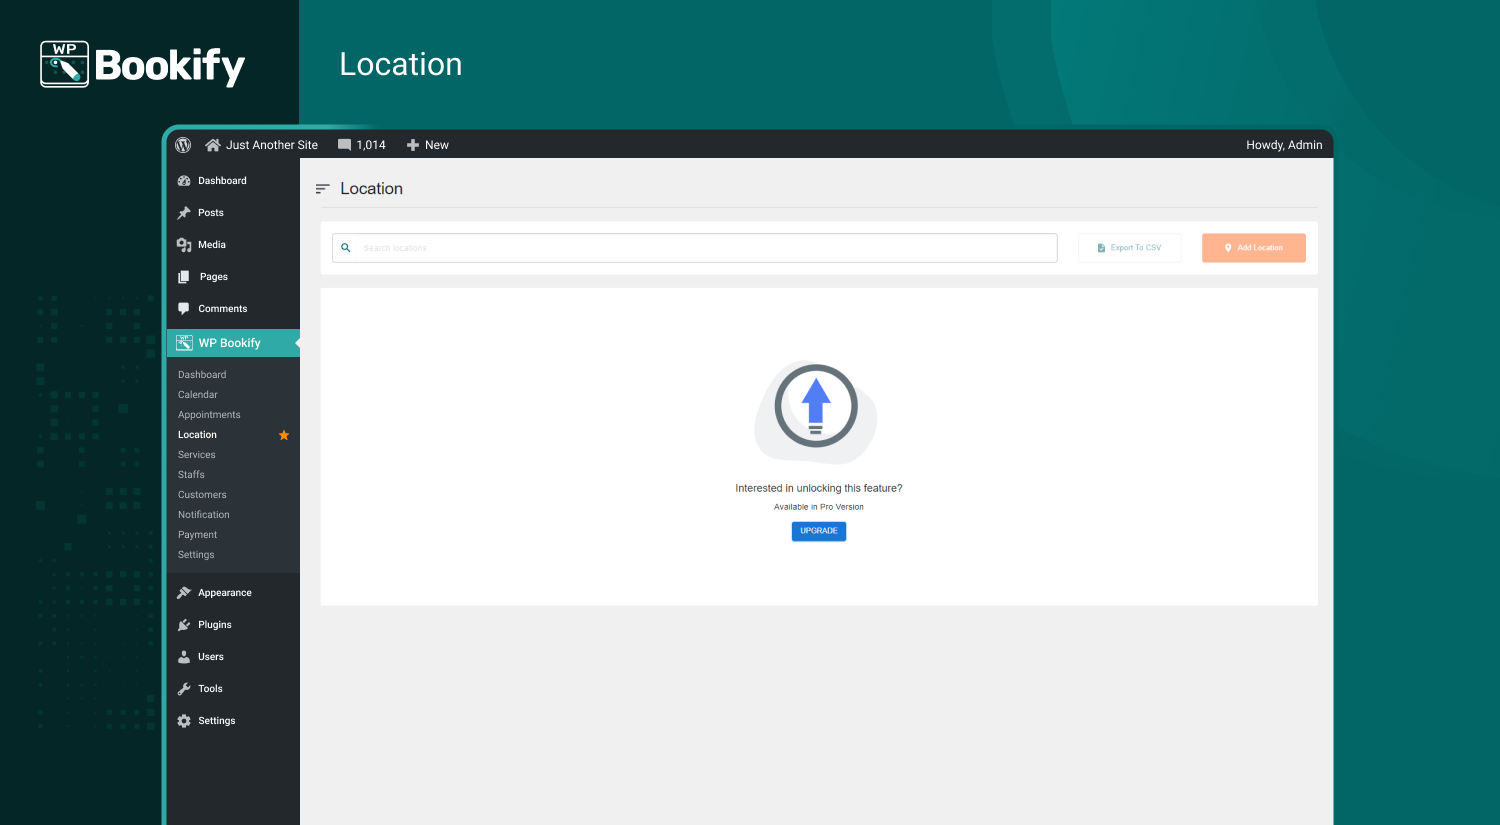 WP
Bookify
Location
Just Another Site
1,014
New
Howdy, Admin
Dashboard
Posts
Media
Pages
Comments
WP Bookify
Dashboard
Calendar
Appointments
Location
Services
Staffs
Customers
Notification
Payment
Settings
Appearance
Plugins
Users
Tools
Settings
Location
Search locations
Export To CSV
Add Location
Interested in unlocking this feature?
Available in Pro Version
UPGRADE